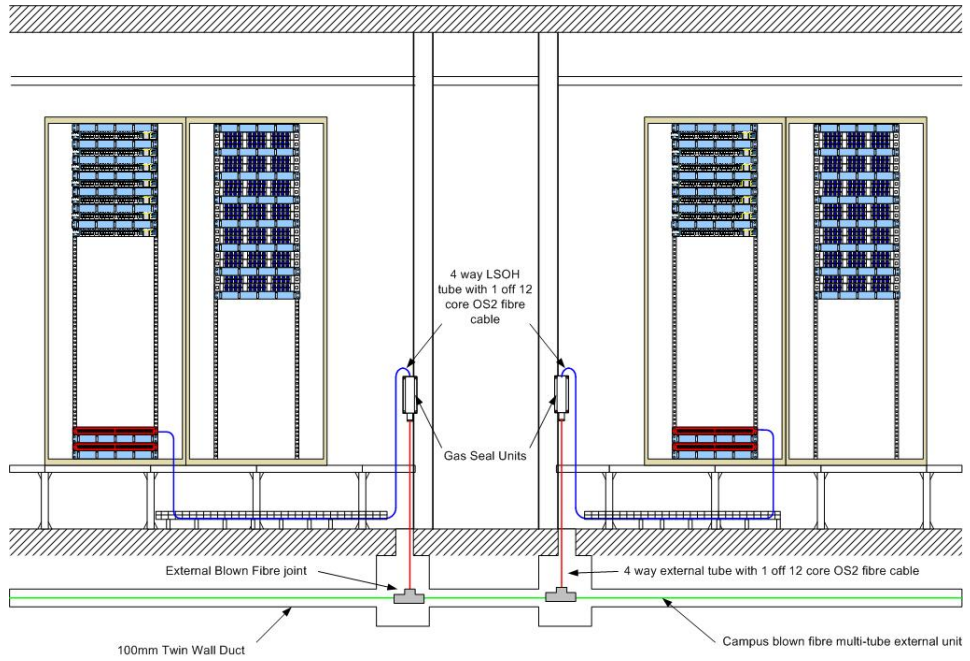 4 way LSOH
tube with 1 off 12
core OS2 fibre
cable
Gas Seal Units
External Blown Fibre joint
4 way external tube with 1 off 12 core OS2 fibre cable
100mm Twin Wall Duct
Campus blown fibre multi-tube external unit